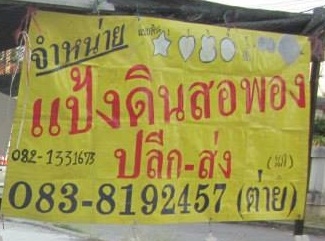 จำหน่าย
แป้งดินสอพอง
082-1331673 ปลีก-ส่ง
083-8192457 (ต่าย)